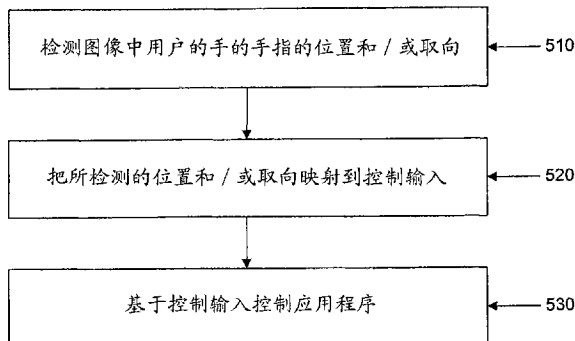 检测图像中用户的手的手指的位置和/或取向
510
把所检测的位置和/或取向映射到控制输入
520
基于控制输入控制应用程序
530